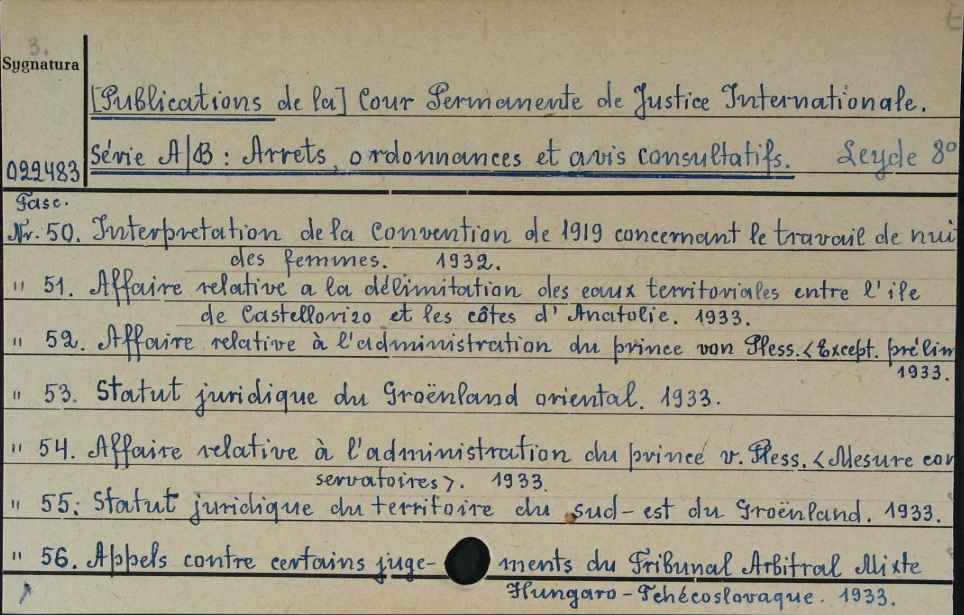 3.
Sygnatura
[Publications de la] Cour Permanente de Justice Internationale.
Série A/B : Arrets, ordonnances et avis consultatifs. Leyde 8°
022483
Fasc.
Nr. 50. Interpretation de la Convention de 1919 concernant le travail de nui
des femmes. 1932.
" 51. Affaire relative a la délimitation des eaux territoriales entre l'ile
de Castellorizo et les côtes d'Anatolie. 1933.
" 52. Affaire relative à l'administration du prince von Pless. <Except. prélim
1933.
" 53. Statut juridique du Groënland oriental. 1933.
" 54. Affaire relative à l'administration du prince v. Pless. <Mesure con
servatoires>. 1933.
" 55. Statut juridique du territoire du sud-est du Groënland. 1933.
" 56. Appels contre certains juge- ments du Tribunal Arbitral Mixte
Hungaro-Tchécoslovaque. 1933.